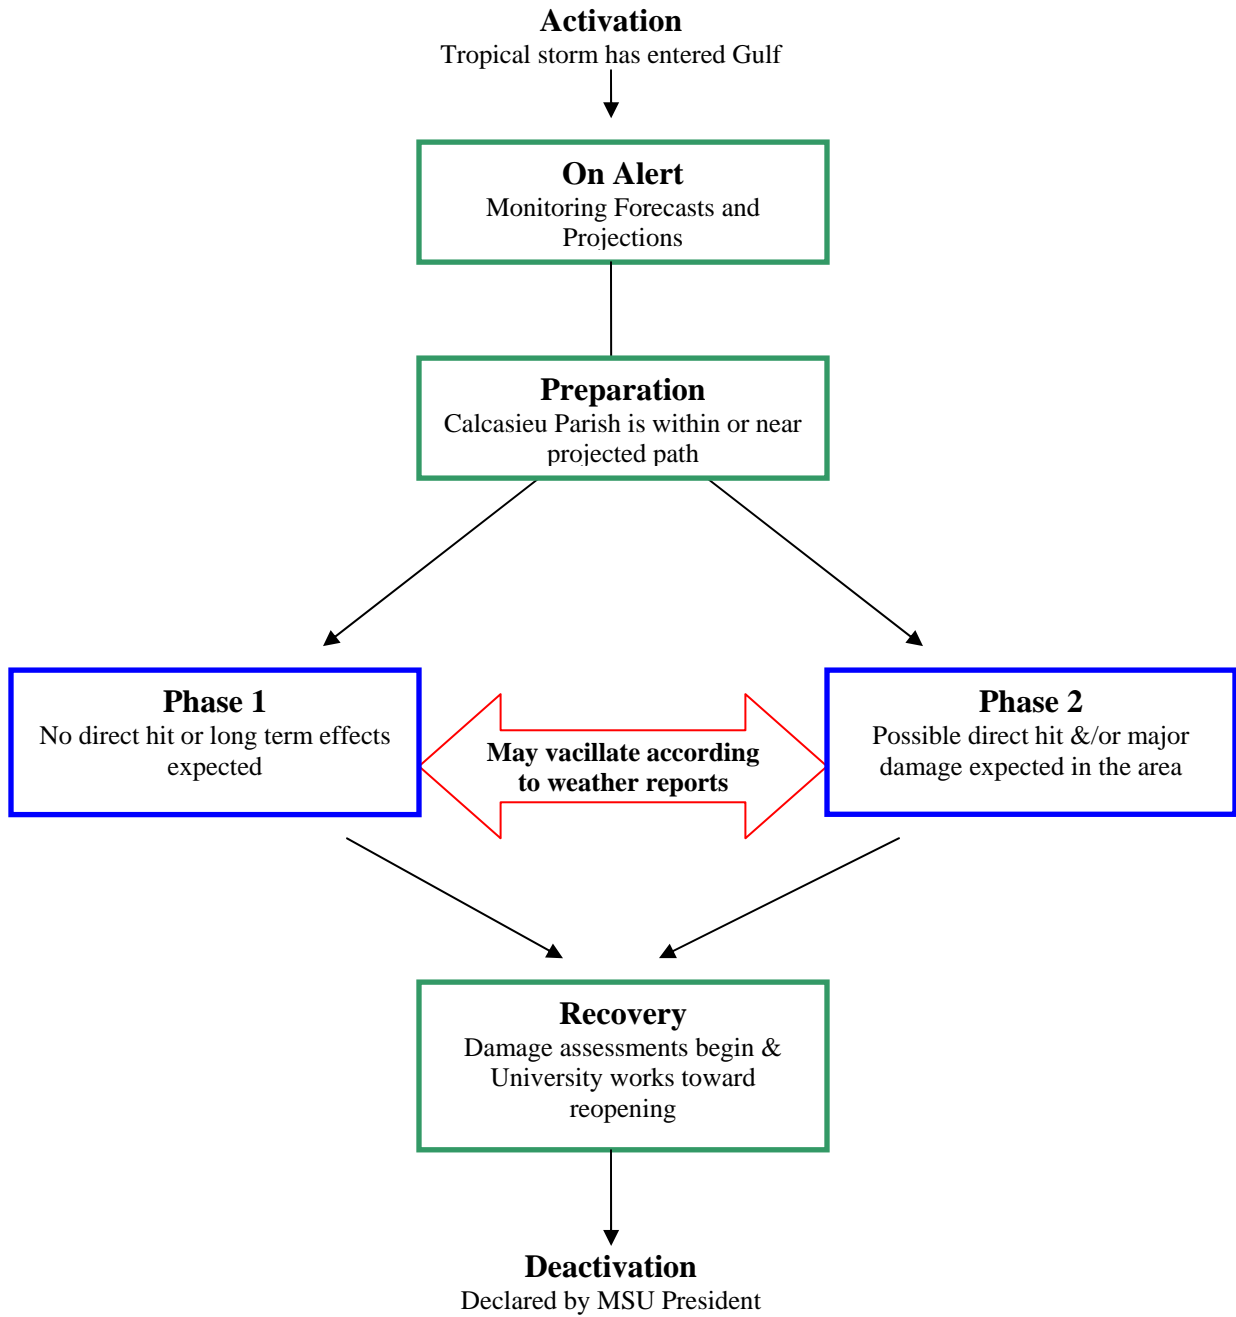 Activation
Tropical storm has entered Gulf
On Alert
Monitoring Forecasts and
Projections
Preparation
Calcasieu Parish is within or near
projected path
Phase 1
No direct hit or long term effects
expected
May vacillate according
to weather reports
Phase 2
Possible direct hit &/or major
damage expected in the area
Recovery
Damage assessments begin &
University works toward
reopening
Deactivation
Declared by MSU President